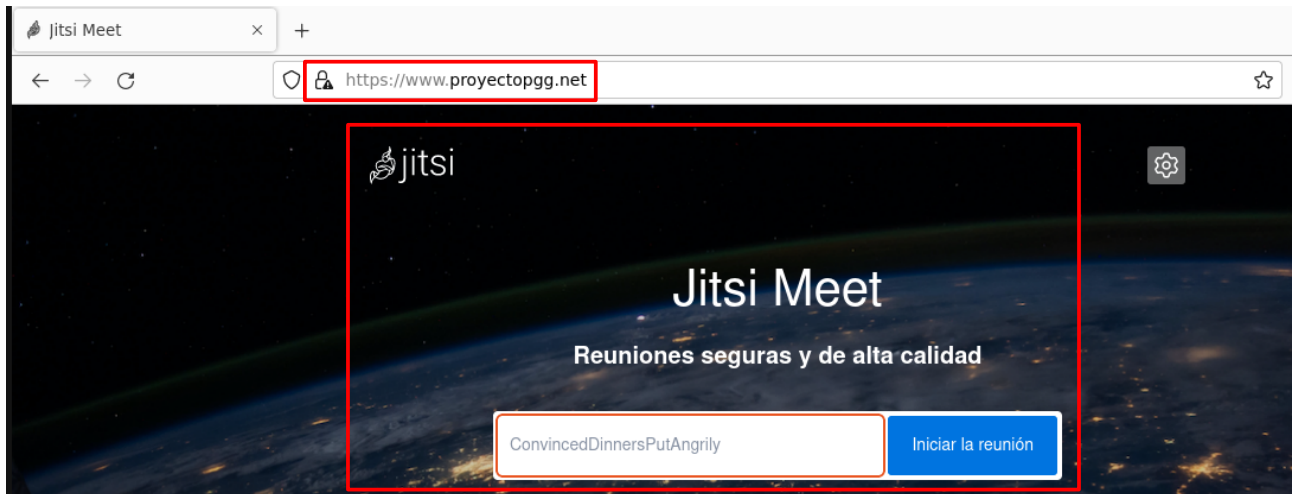 Jitsi Meet
https://www.proyectopgg.net
jitsi
Jitsi Meet
Reuniones seguras y de alta calidad
ConvincedDinnersPutAngrily
Iniciar la reunión